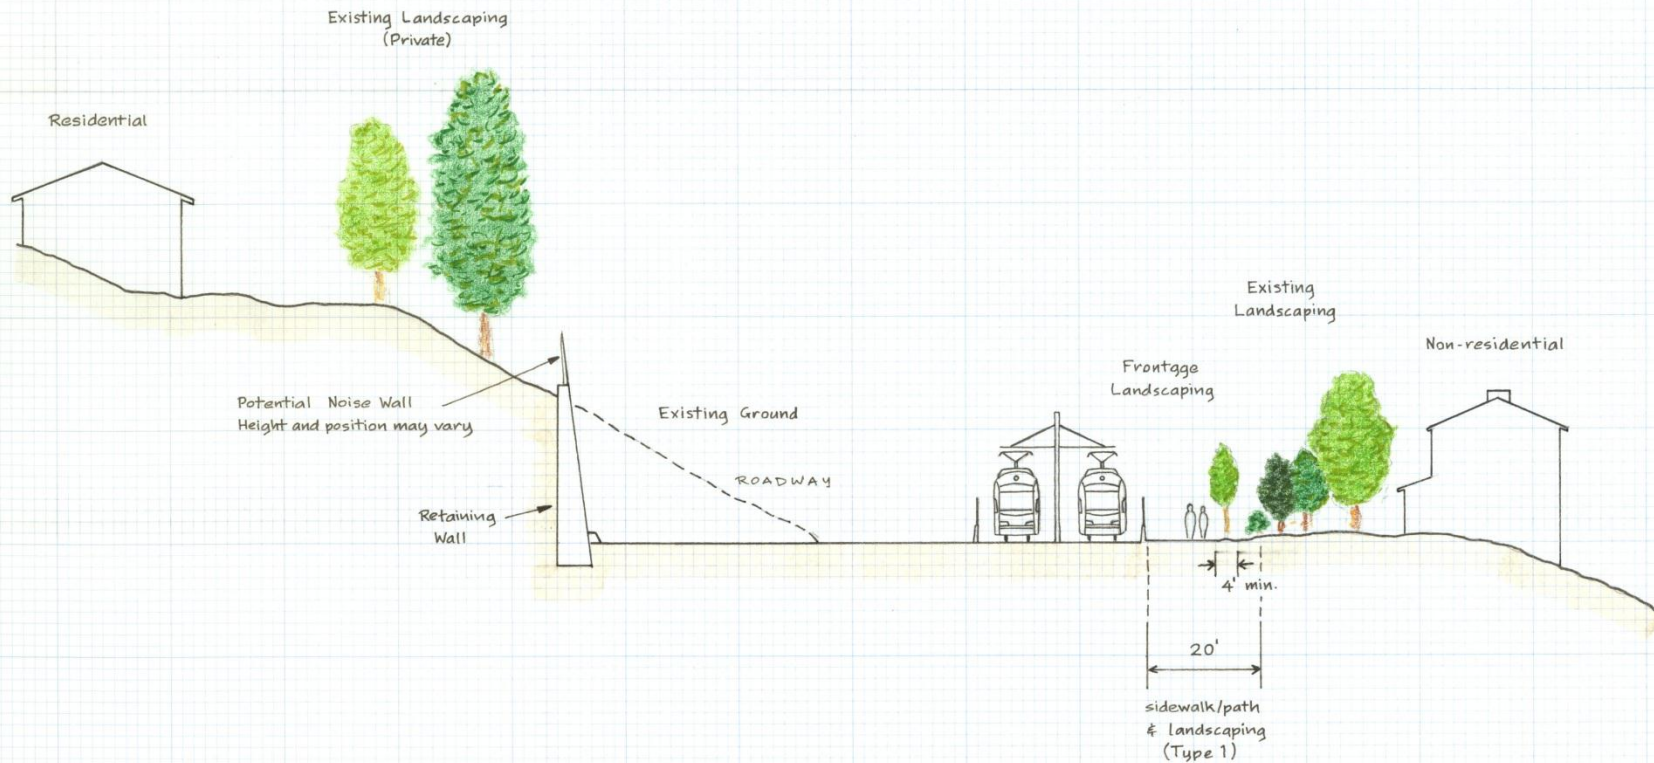 Existing Landscaping
(Private)
Residential
Potential Noise Wall
Height and position may vary
Existing Ground
ROADWAY
Retaining
Wall
Existing
Landscaping
Non-residential
Frontgge
Landscaping
4' min.
20'
sidewalk/path
& landscaping
(Type 1)